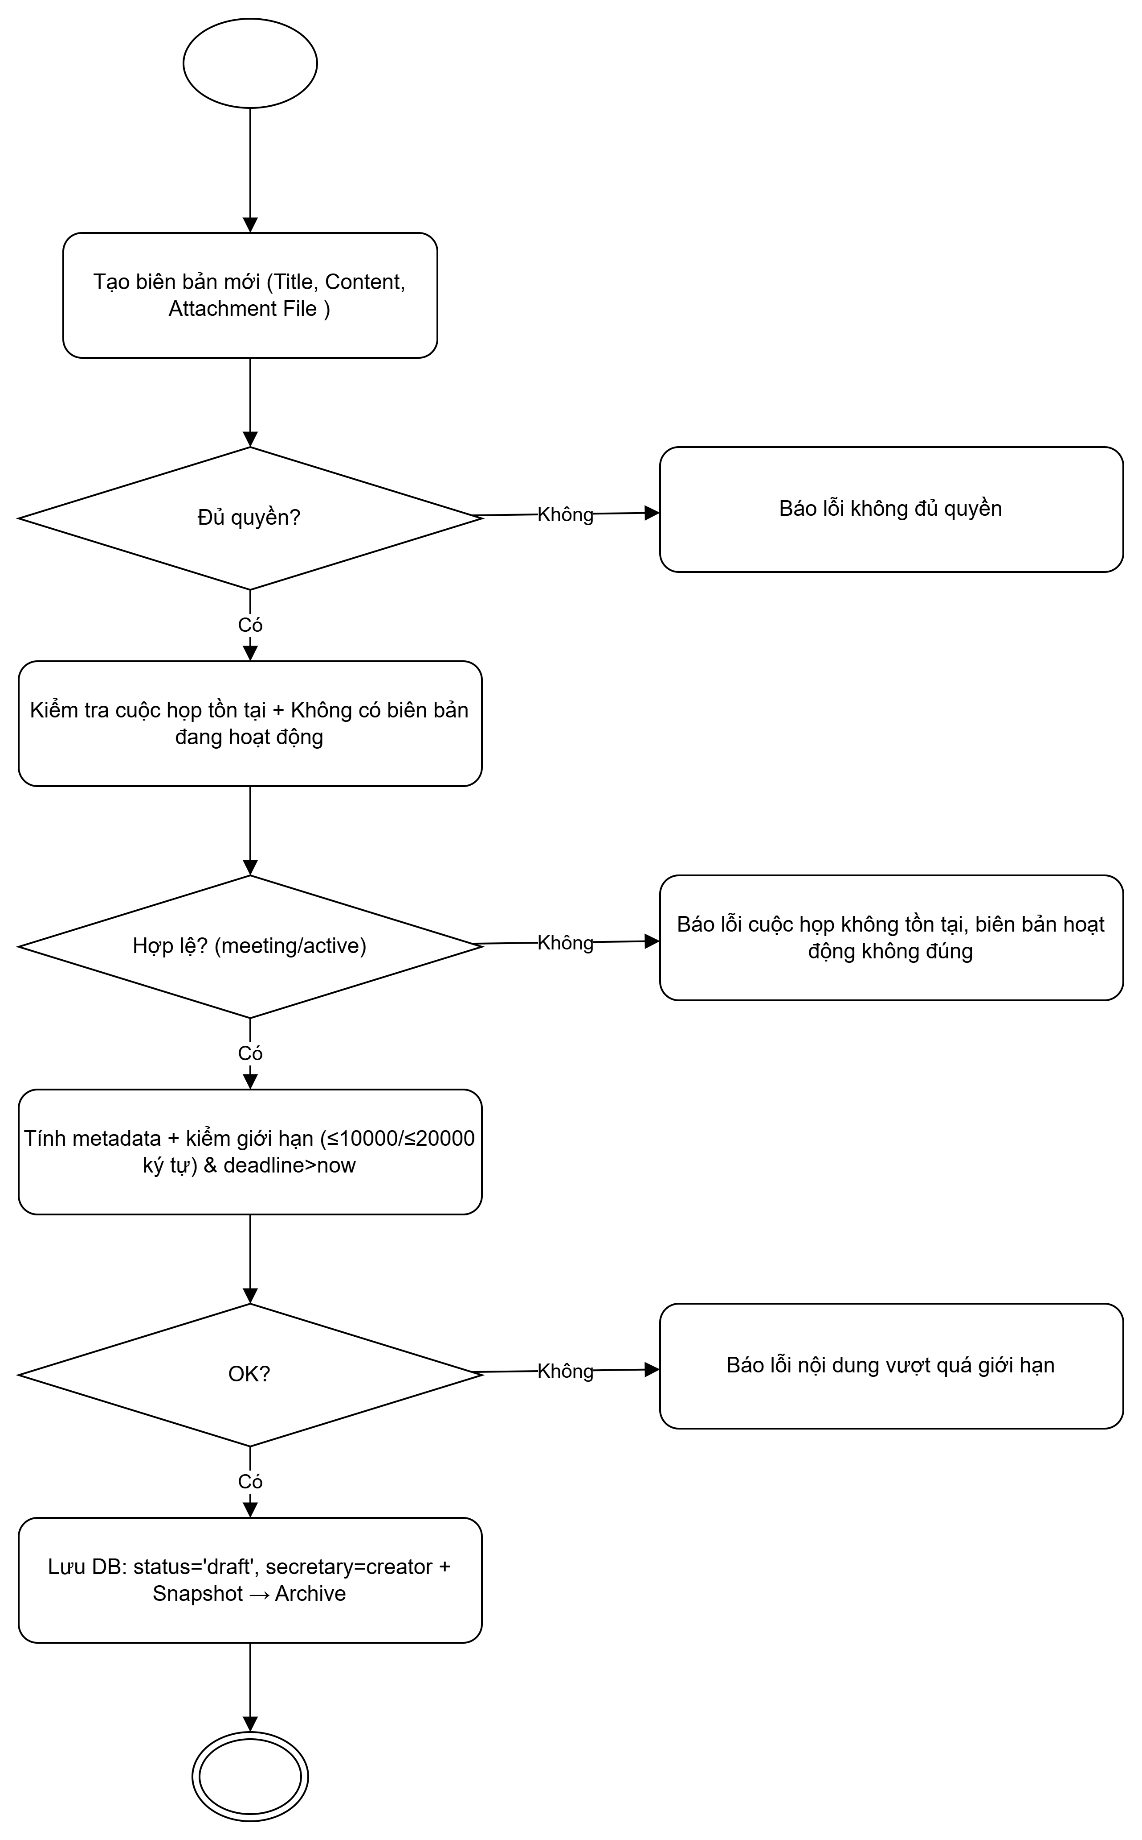 Tạo biên bản mới (Title, Content,
Attachment File )
Đủ quyền?
Không
Báo lỗi không đủ quyền
Có
Kiểm tra cuộc họp tồn tại + Không có biên bản
đang hoạt động
Hợp lệ? (meeting/active)
Không
Báo lỗi cuộc họp không tồn tại, biên bản hoạt
động không đúng
Có
Tính metadata + kiểm giới hạn (≤10000/≤20000
ký tự) & deadline>now
OK?
Không
Báo lỗi nội dung vượt quá giới hạn
Có
Lưu DB: status='draft', secretary=creator +
Snapshot → Archive